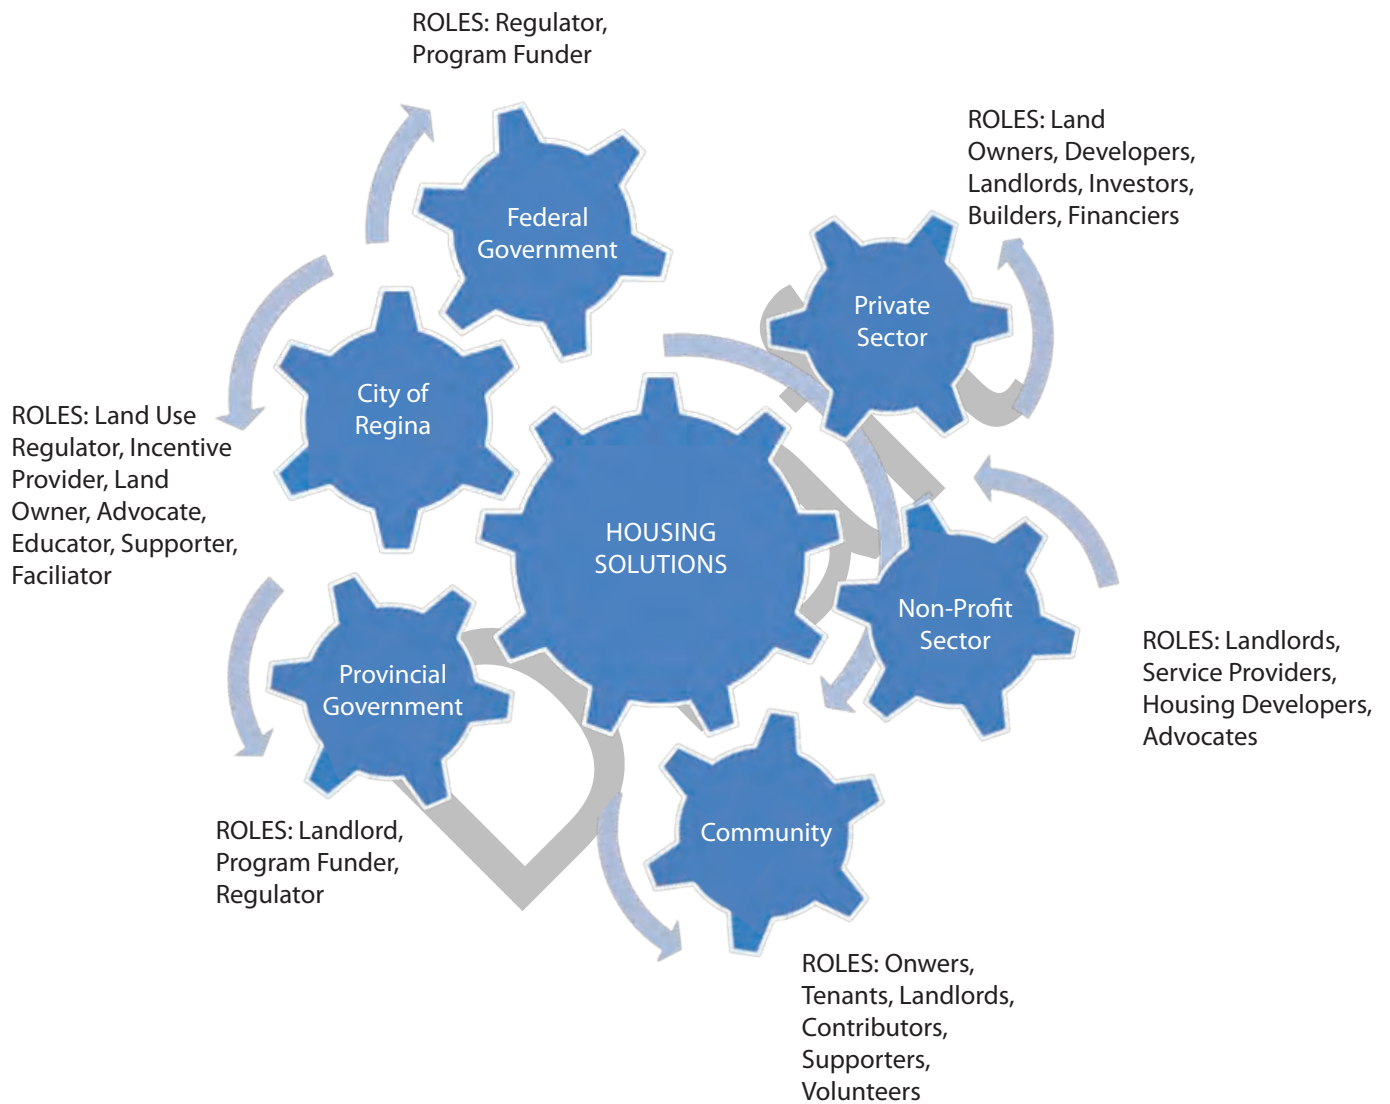 ROLES: Regulator,
Program Funder
Federal
Government
ROLES: Land
Owners, Developers,
Landlords, Investors,
Builders, Financiers
Private
Sector
City of
Regina
ROLES: Land Use
Regulator, Incentive
Provider, Land
Owner, Advocate,
Educator, Supporter,
Faciliator
HOUSING
SOLUTIONS
Non-Profit
Sector
ROLES: Landlords,
Service Providers,
Housing Developers,
Advocates
Provincial
Government
ROLES: Landlord,
Program Funder,
Regulator
Community
ROLES: Onwers,
Tenants, Landlords,
Contributors,
Supporters,
Volunteers